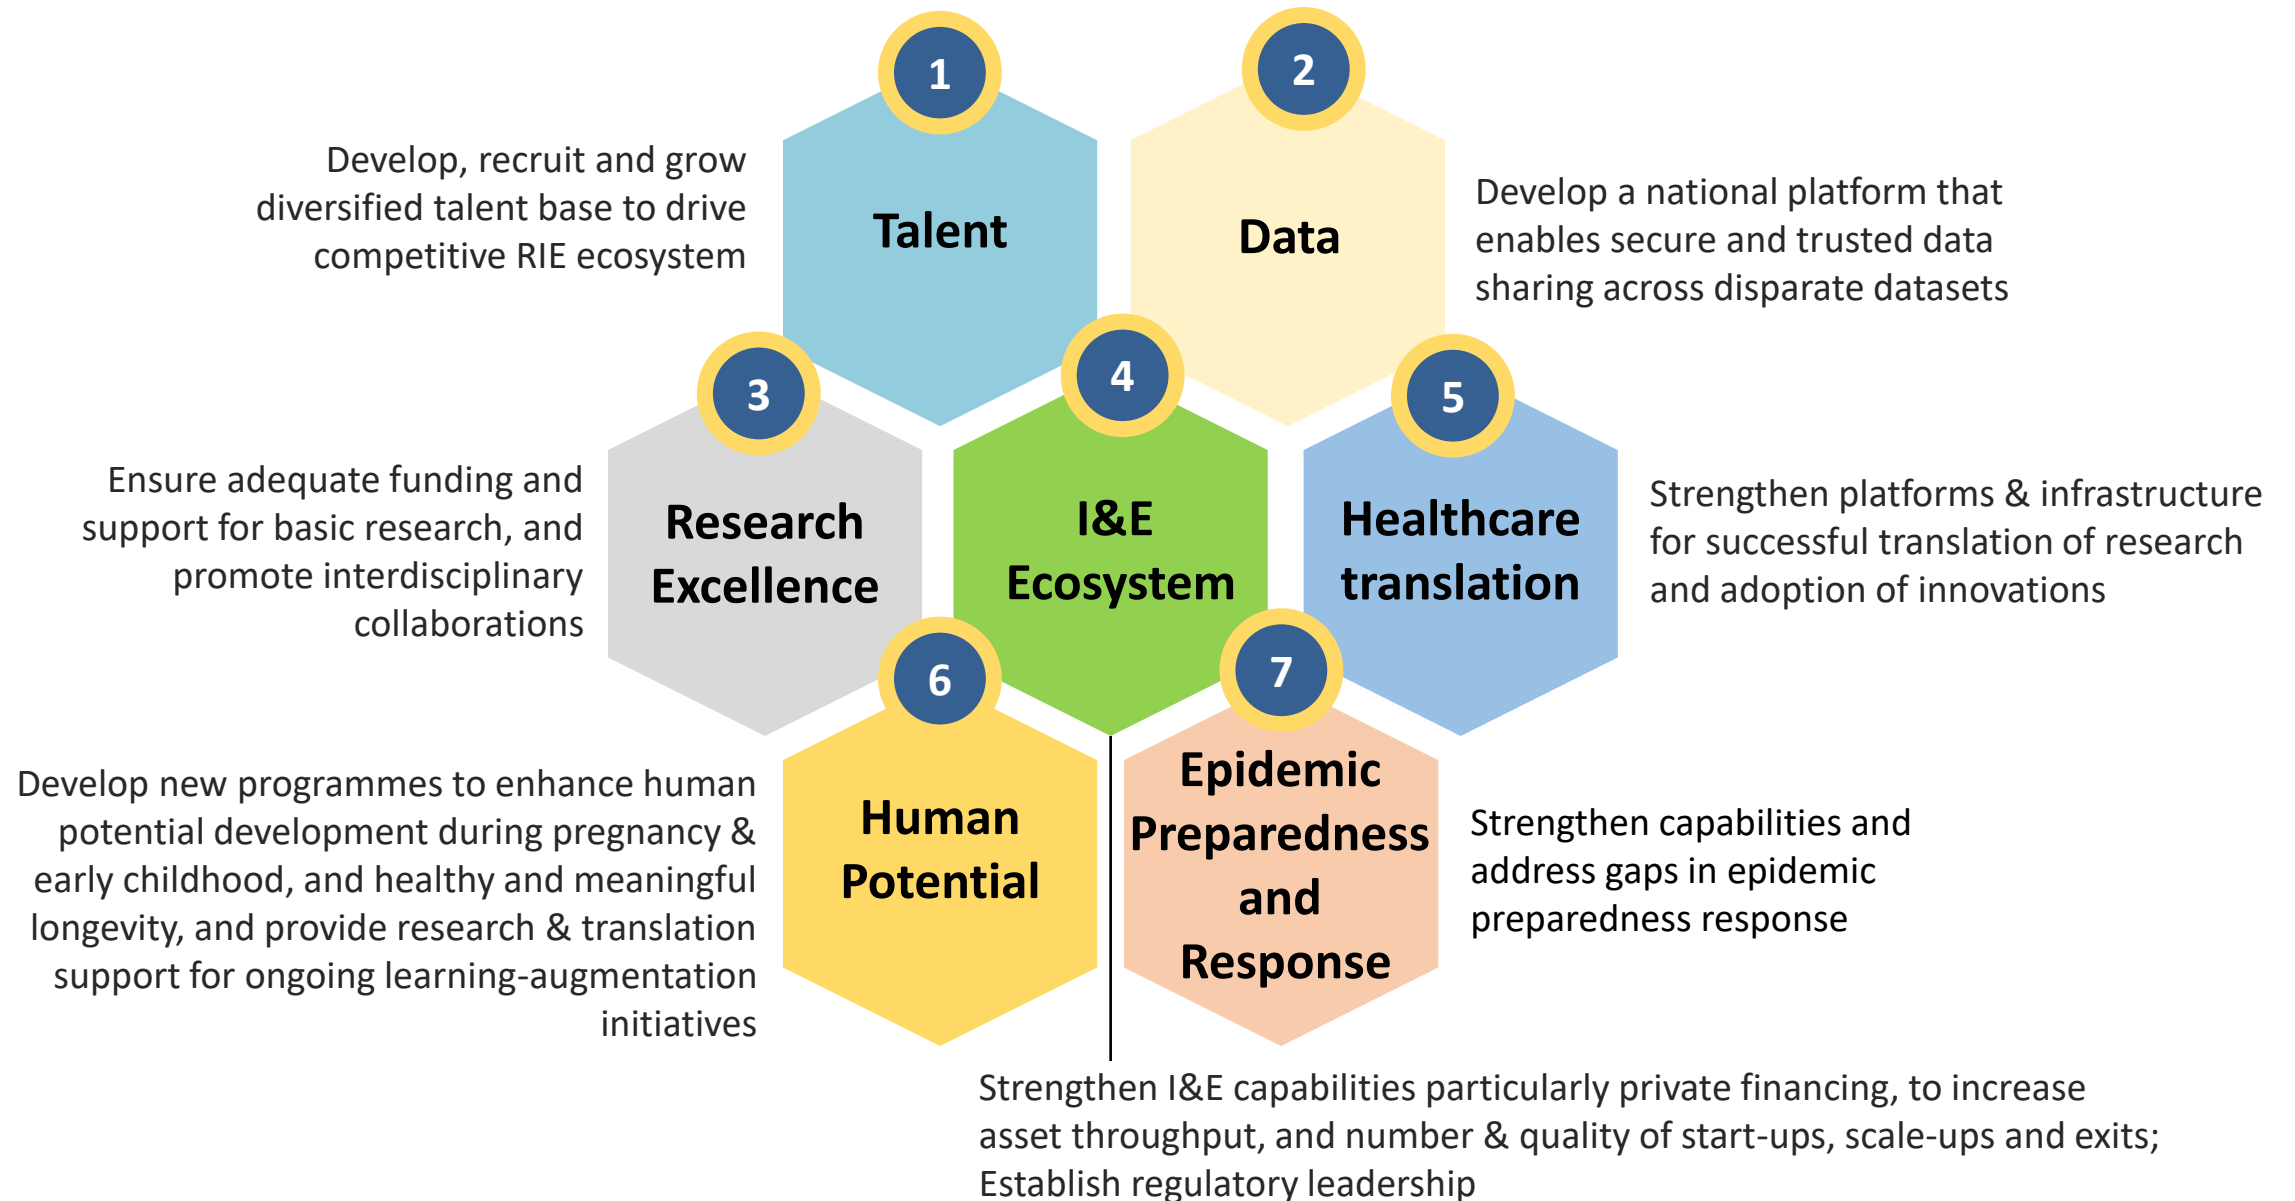 1
Talent
Develop, recruit and grow
diversified talent base to drive
competitive RIE ecosystem
2
Data
Develop a national platform that
enables secure and trusted data
sharing across disparate datasets
3
Research
Excellence
Ensure adequate funding and
support for basic research, and
promote interdisciplinary
collaborations
4
I&E
Ecosystem
5
Healthcare
translation
Strengthen platforms & infrastructure
for successful translation of research
and adoption of innovations
6
Human
Potential
Develop new programmes to enhance human
potential development during pregnancy &
early childhood, and healthy and meaningful
longevity, and provide research & translation
support for ongoing learning-augmentation
initiatives
7
Epidemic
Preparedness
and
Response
Strengthen capabilities and
address gaps in epidemic
preparedness response
Strengthen I&E capabilities particularly private financing, to increase
asset throughput, and number & quality of start-ups, scale-ups and exits;
Establish regulatory leadership